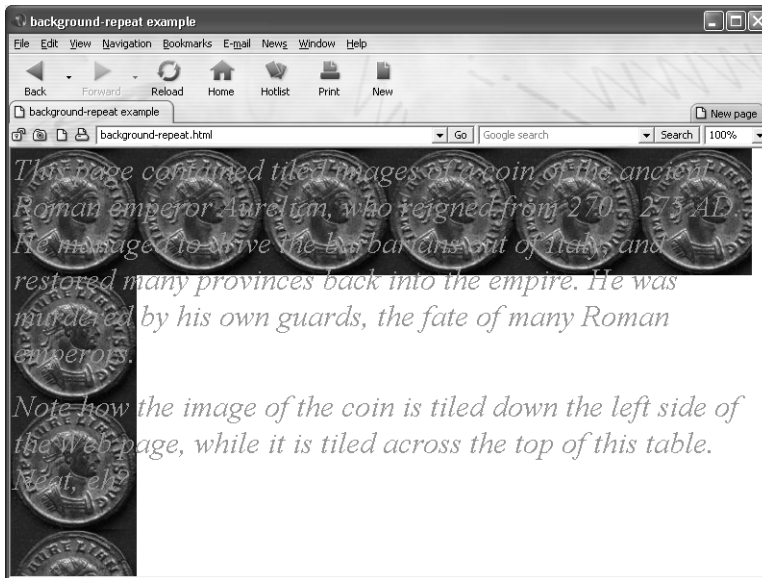 background-repeat example
File Edit View Navigation Bookmarks E-mail News Window Help
Back Forward Reload Home Hotlist Print New
background-repeat example New page
background-repeat.html Go Google search Search 100%
This page contained tiled images of a coin of the ancient
Roman emperor Aurelian, who reigned from 270 - 275 AD.
He managed to drive the barbarians out of Italy, and
restored many provinces back into the empire. He was
murdered by his own guards, the fate of many Roman
emperors.
Note how the image of the coin is tiled down the left side of
the Web page, while it is tiled across the top of this table.
Neat, eh?